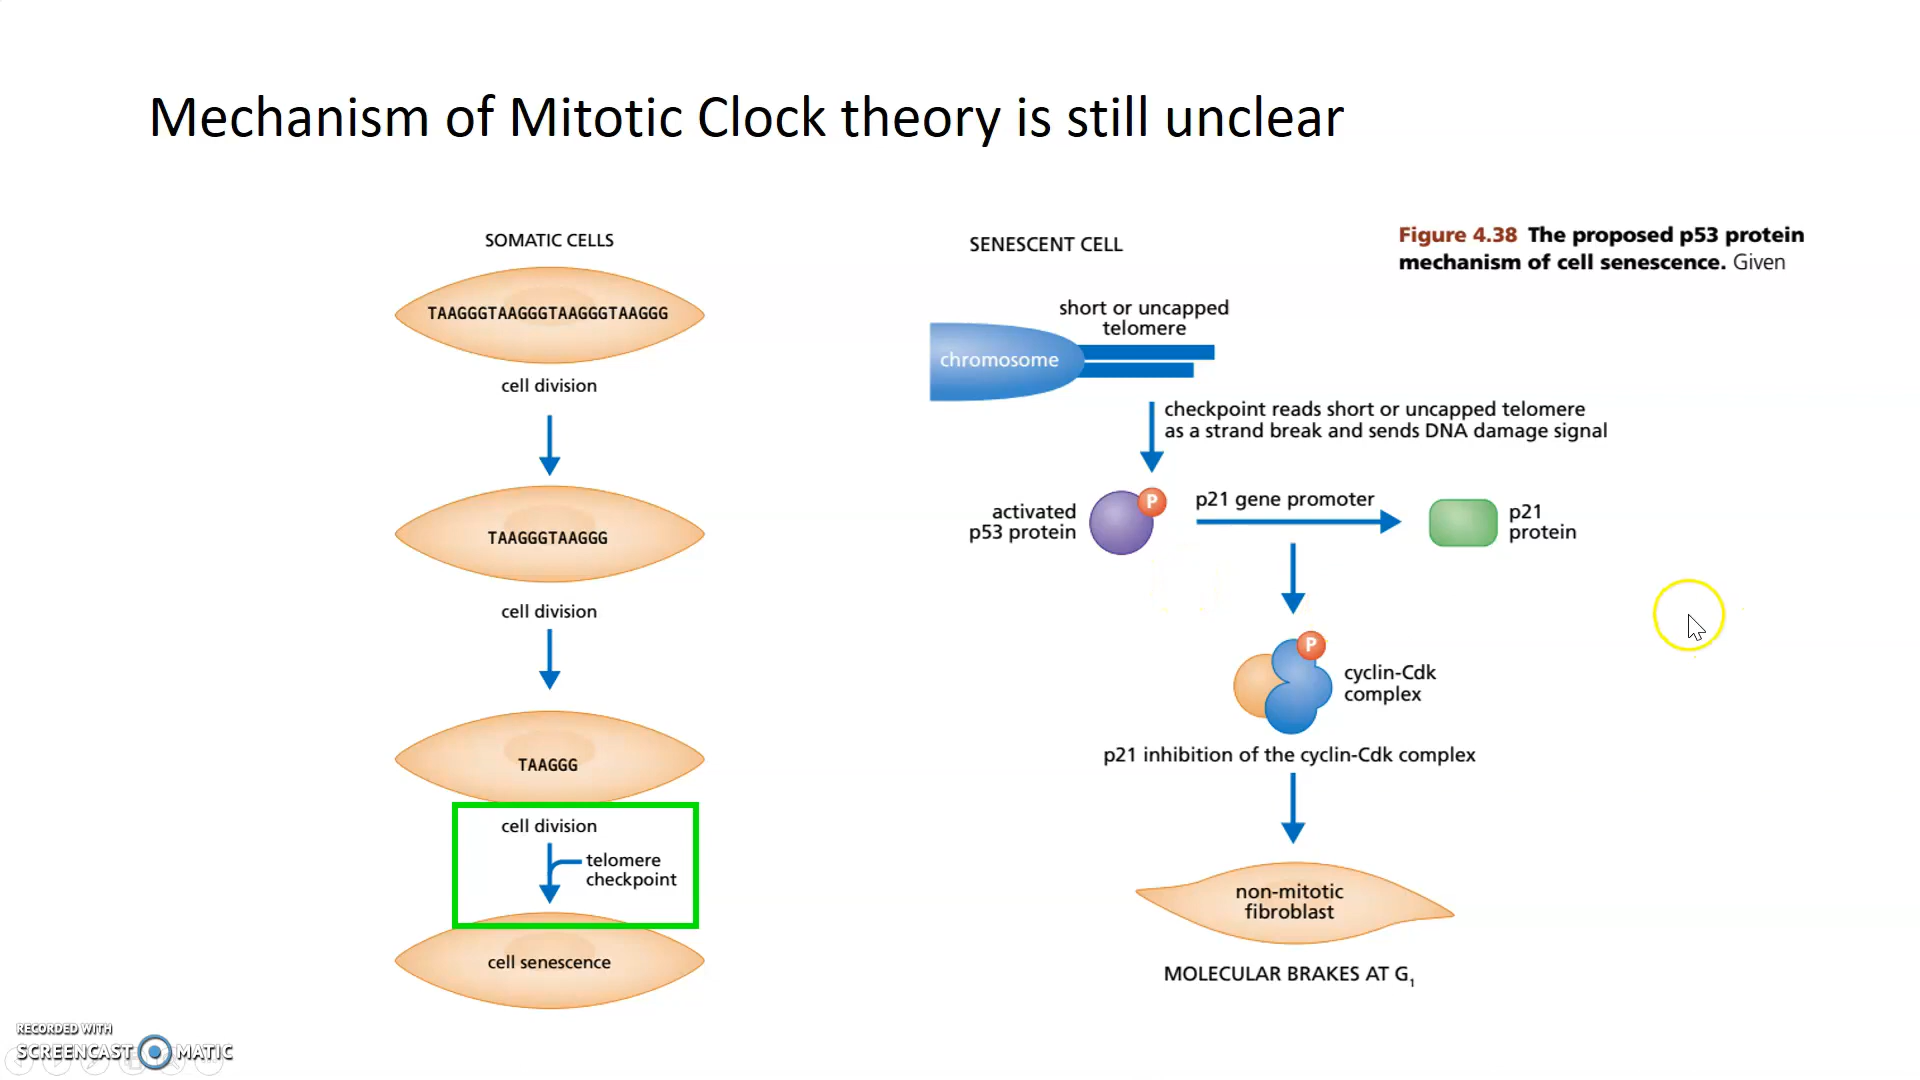 Mechanism of Mitotic Clock theory is still unclear
SOMATIC CELLS
TAAGGGTAAGGGTAAGGGTAAGGG
cell division
TAAGGGTAAGGG
cell division
TAAGGG
cell division
telomere
checkpoint
cell senescence
SENESCENT CELL
short or uncapped
telomere
chromosome
checkpoint reads short or uncapped telomere
as a strand break and sends DNA damage signal
activated
p53 protein
P
p21 gene promoter
p21
protein
P
cyclin-Cdk
complex
p21 inhibition of the cyclin-Cdk complex
non-mitotic
fibroblast
MOLECULAR BRAKES AT G₁
Figure 4.38 The proposed p53 protein
mechanism of cell senescence. Given
RECORDED WITH
SCREENCAST MATIC